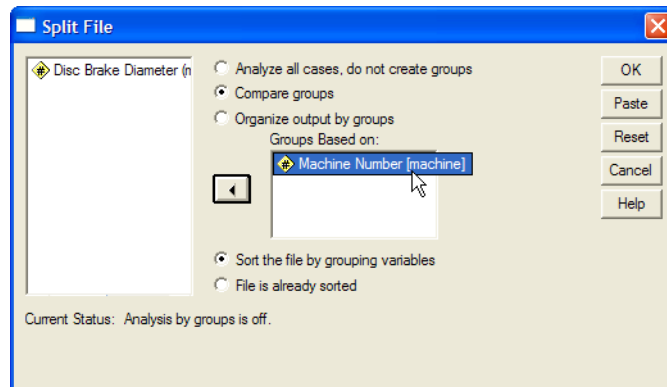 Split File
Disc Brake Diameter (n
Analyze all cases, do not create groups
Compare groups
Organize output by groups
Groups Based on:
Machine Number [machine]
Sort the file by grouping variables
File is already sorted
Current Status: Analysis by groups is off.
OK
Paste
Reset
Cancel
Help